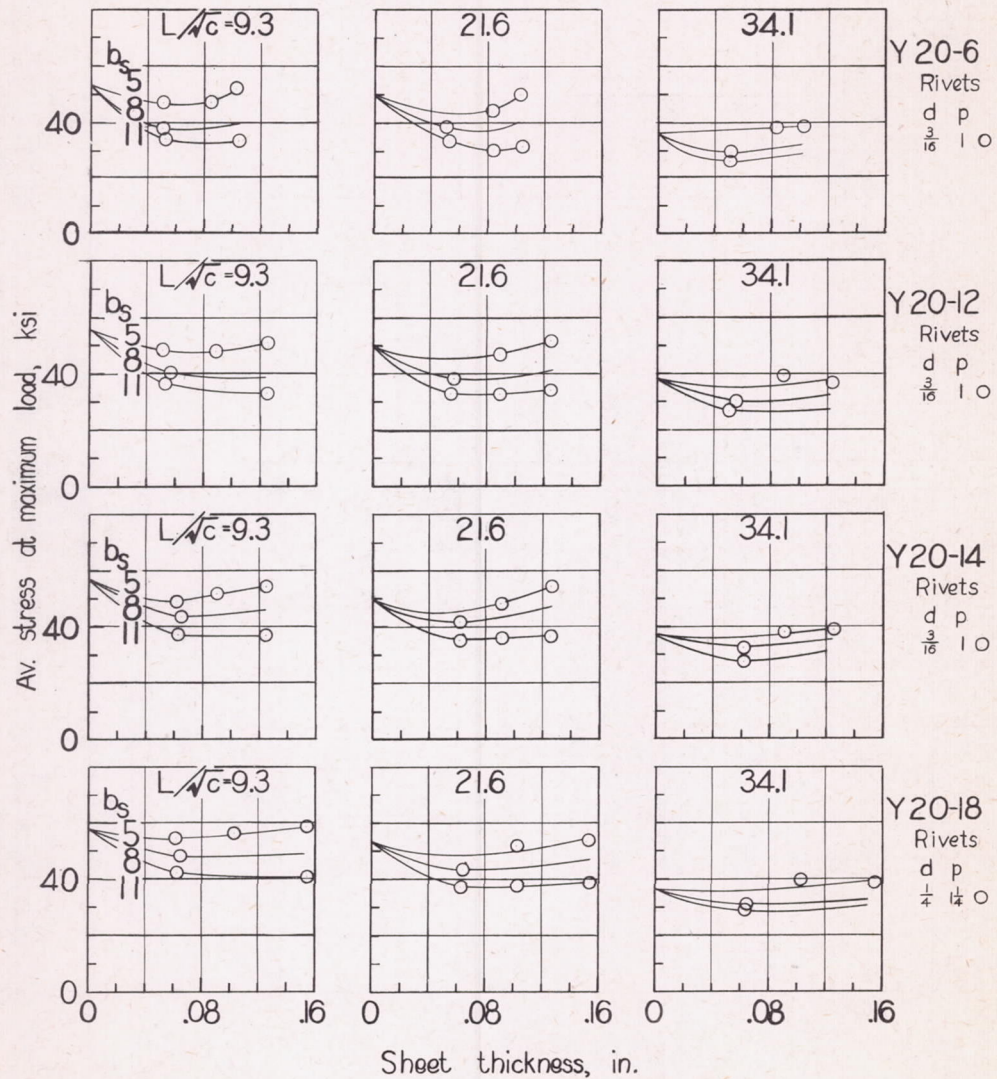 L/√c=9.3 21.6 34.1 Y 20-6
Rivets
d p
3/16 1 O
bs
5
8
11
40
0
L/√c=9.3 21.6 34.1 Y20-12
Rivets
d p
3/16 1 O
bs
5
8
11
40
0
L/√c=9.3 21.6 34.1 Y20-14
Rivets
d p
3/16 1 O
bs
5
8
11
40
0
L/√c=9.3 21.6 34.1 Y20-18
Rivets
d p
1/4 1 1/4 O
bs
5
8
11
40
0
Av. stress at maximum load, ksi
0 .08 .16 0 .08 .16 0 .08 .16
Sheet thickness, in.